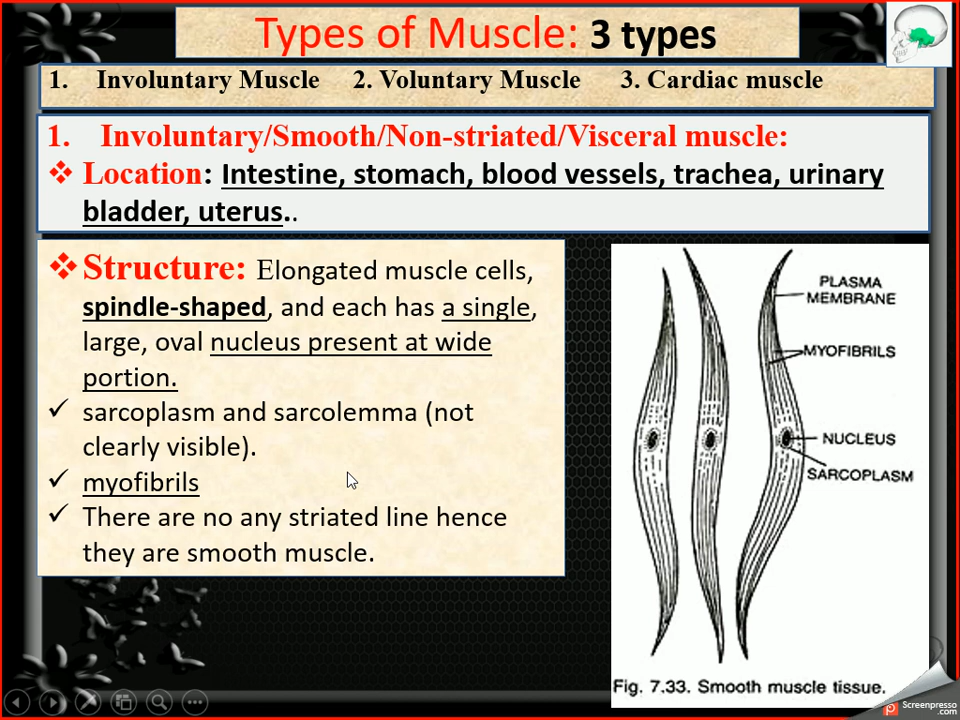 Types of Muscle: 3 types
1. Involuntary Muscle 2. Voluntary Muscle 3. Cardiac muscle
1. Involuntary/Smooth/Non-striated/Visceral muscle:
❖ Location: Intestine, stomach, blood vessels, trachea, urinary
bladder, uterus..
❖ Structure: Elongated muscle cells,
spindle-shaped, and each has a single,
large, oval nucleus present at wide
portion.
✓ sarcoplasm and sarcolemma (not
clearly visible).
✓ myofibrils
✓ There are no any striated line hence
they are smooth muscle.
PLASMA
MEMBRANE
MYOFIBRILS
NUCLEUS
SARCOPLASM
Fig. 7.33. Smooth muscle tissue.
Screenpresso
.com